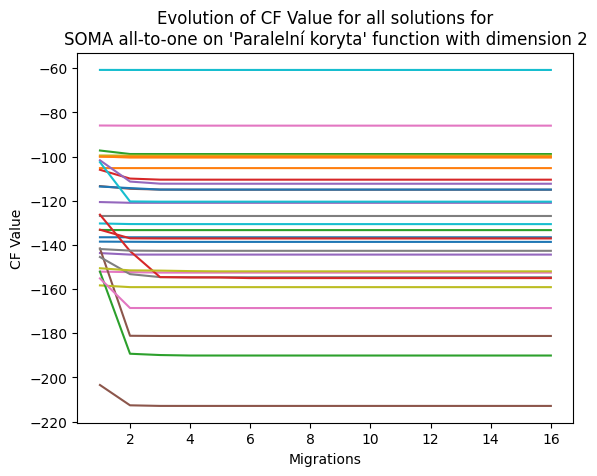 Evolution of CF Value for all solutions for
SOMA all-to-one on 'Paralelní koryta' function with dimension 2
CF Value
−60
−80
−100
−120
−140
−160
−180
−200
−220
2 4 6 8 10 12 14 16
Migrations